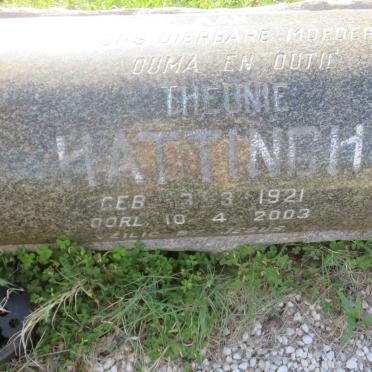 ONS DIERBARE MOEDER
OUMA EN OUTIE
THEUNIE
HATTINGH
GEB 3 3 1921
OORL 10 4 2003